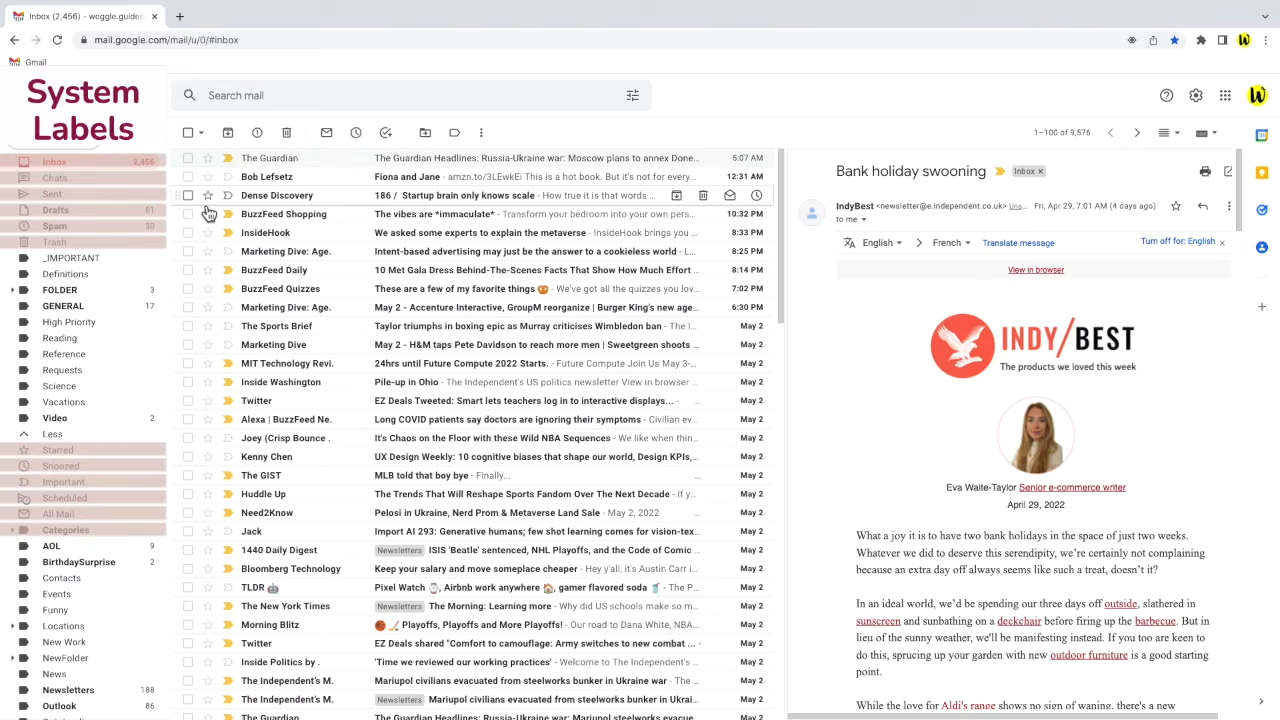 Inbox (2,456) - woggle.guides
mail.google.com/mail/u/0/#inbox
Gmail
System
Labels
Inbox 2,456
Chats
Sent
Drafts 61
Spam 30
Trash
_IMPORTANT
Definitions
FOLDER 3
GENERAL 17
High Priority
Reading
Reference
Requests
Science
Vacations
Video 2
Less
Starred
Snoozed
Important
Scheduled
All Mail
Categories
AOL 9
BirthdaySurprise 2
Contacts
Events
Funny
Locations
New Work
NewFolder
News
Newsletters 188
Outlook 86
Search mail
1–100 of 9,576
The Guardian The Guardian Headlines: Russia-Ukraine war: Moscow plans to annex Done... 5:07 AM
Bob Lefsetz Fiona and Jane - amzn.to/3LEwkEi This is a hot book. But it's not for every... 12:31 AM
Dense Discovery 186 / Startup brain only knows scale - How true it is that words ...
BuzzFeed Shopping The vibes are *immaculate* - Transform your bedroom into your own pers... 10:32 PM
InsideHook We asked some experts to explain the metaverse - InsideHook brings you ... 8:33 PM
Marketing Dive: Age. Intent-based advertising may just be the answer to a cookieless world - ... 8:25 PM
BuzzFeed Daily 10 Met Gala Dress Behind-The-Scenes Facts That Show How Much Effort ... 8:14 PM
BuzzFeed Quizzes These are a few of my favorite things 🥨 - We've got all the quizzes you lov... 7:02 PM
Marketing Dive: Age. May 2 - Accenture Interactive, GroupM reorganize | Burger King's new age... 6:30 PM
The Sports Brief Taylor triumphs in boxing epic as Murray criticises Wimbledon ban - The I... May 2
Marketing Dive May 2 - H&M taps Pete Davidson to reach more men | Sweetgreen shoots ... May 2
MIT Technology Revi. 24hrs until Future Compute 2022 Starts. - Future Compute Join Us May 3-... May 2
Inside Washington Pile-up in Ohio - The Independent's US politics newsletter View in browser ... May 2
Twitter EZ Deals Tweeted: Smart lets teachers log in to interactive displays... - May 2
Alexa | BuzzFeed Ne. Long COVID patients say doctors are ignoring their symptoms - Civilian ev... May 2
Joey (Crisp Bounce . It's Chaos on the Floor with these Wild NBA Sequences - We like when thin... May 2
Kenny Chen UX Design Weekly: 10 cognitive biases that shape our world, Design KPIs,... May 2
The GIST MLB told that boy bye - Finally... May 2
Huddle Up The Trends That Will Reshape Sports Fandom Over The Next Decade - If y... May 2
Need2Know Pelosi in Ukraine, Nerd Prom & Metaverse Land Sale - May 2, 2022 May 2
Jack Import AI 293: Generative humans; few shot learning comes for vision-tex... May 2
1440 Daily Digest Newsletters ISIS 'Beatle' sentenced, NHL Playoffs, and the Code of Comic ... May 2
Bloomberg Technology Keep your salary and move someplace cheaper - Hey y'all, it's Austin Carr i... May 2
TLDR 🤖 Pixel Watch ⌚, Airbnb work anywhere 🏠, gamer flavored soda 🥤 - P... May 2
The New York Times Newsletters The Morning: Learning more - Why did US schools make so m... May 2
Morning Blitz 🏀🏒 Playoffs, Playoffs and More Playoffs! - Our road to Dana White, NBA... May 2
Twitter EZ Deals shared "Comfort to camouflage: Army switches to new combat ... - May 2
Inside Politics by . 'Time we reviewed our working practices' - Welcome to The Independent's... May 2
The Independent's M. Mariupol civilians evacuated from steelworks bunker in Ukraine war - ... May 2
The Independent's M. Newsletters Mariupol civilians evacuated from steelworks bunker in Ukrai... May 2
The Guardian The Guardian Headlines: Russia-Ukraine war: Mariupol steelworks evacue... May 2
Bank holiday swooning Inbox ×
IndyBest <newsletter@e.independent.co.uk> Uns... Fri, Apr 29, 7:01 AM (4 days ago)
to me
English > French Translate message Turn off for: English ×
View in browser
INDY/BEST
The products we loved this week
Eva Waite-Taylor Senior e-commerce writer
April 29, 2022
What a joy it is to have two bank holidays in the space of just two weeks.
Whatever we did to deserve this serendipity, we're certainly not complaining
because an extra day off always seems like such a treat, doesn't it?
In an ideal world, we'd be spending our three days off outside, slathered in
sunscreen and sunbathing on a deckchair before firing up the barbecue. But in
lieu of the sunny weather, we'll be manifesting instead. If you too are keen to
do this, sprucing up your garden with new outdoor furniture is a good starting
point.
While the love for Aldi's range shows no sign of waning, there's a new